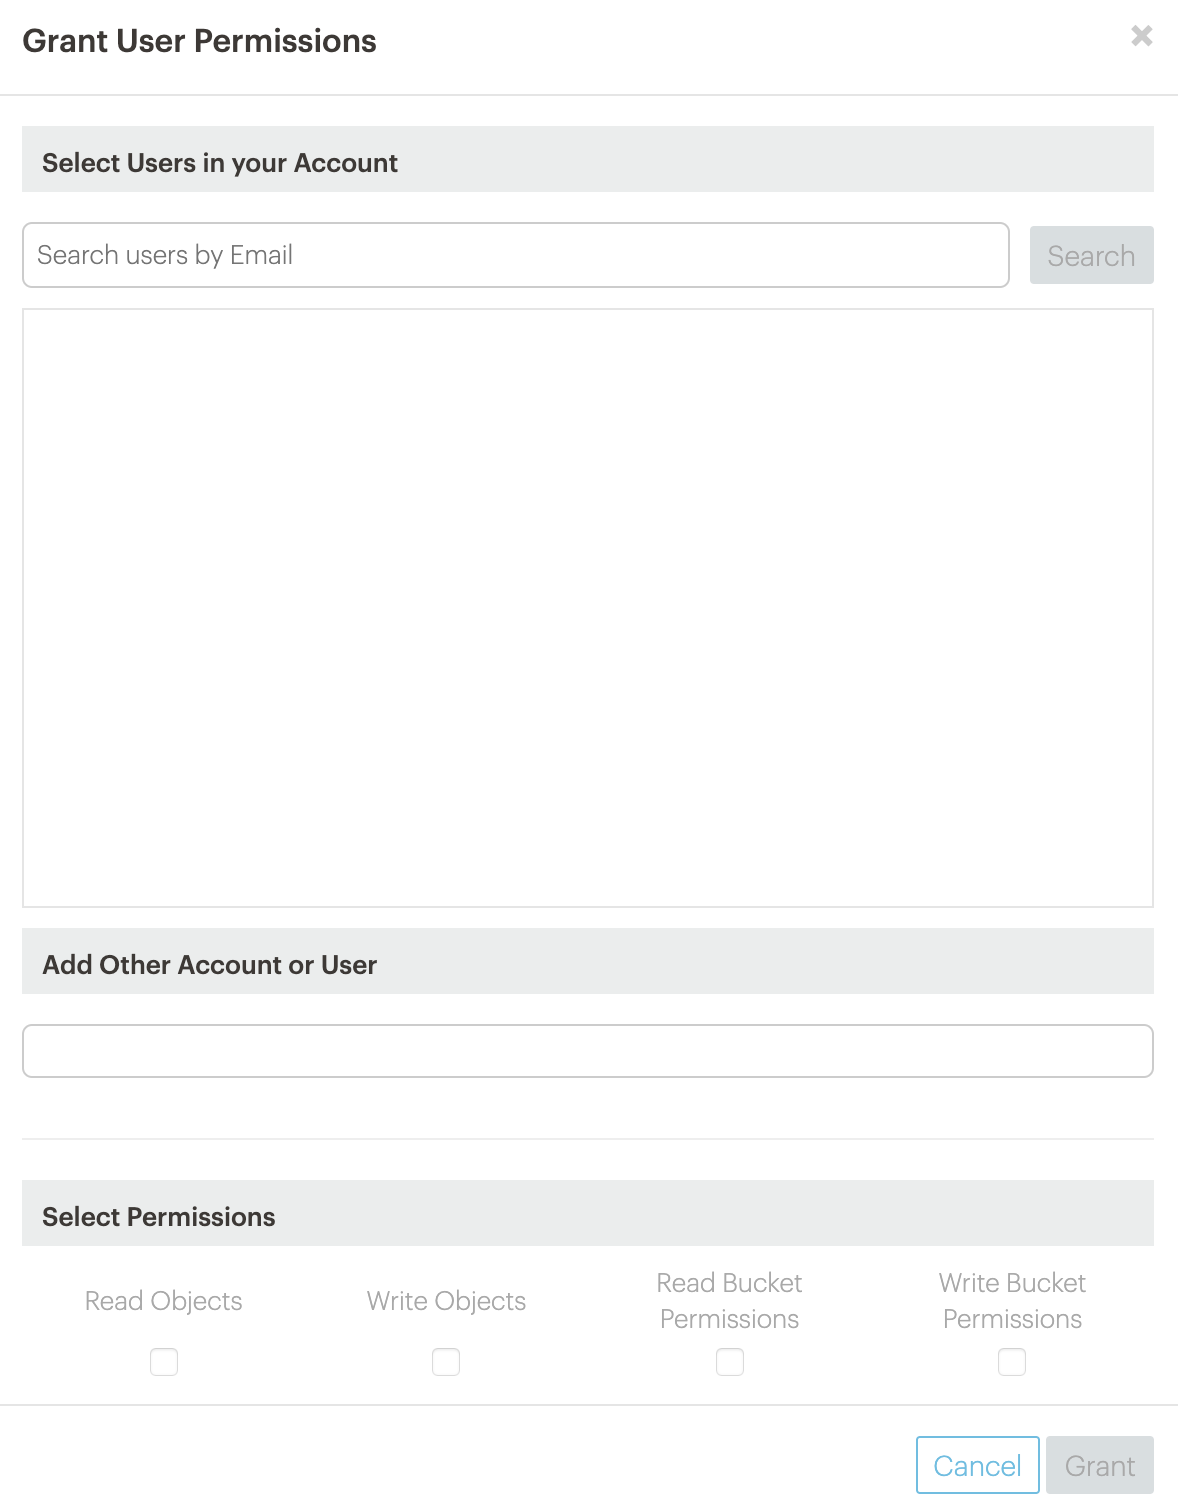 Grant User Permissions
Select Users in your Account
Search users by Email
Search
Add Other Account or User
Select Permissions
Read Objects
Write Objects
Read Bucket
Permissions
Write Bucket
Permissions
Cancel
Grant